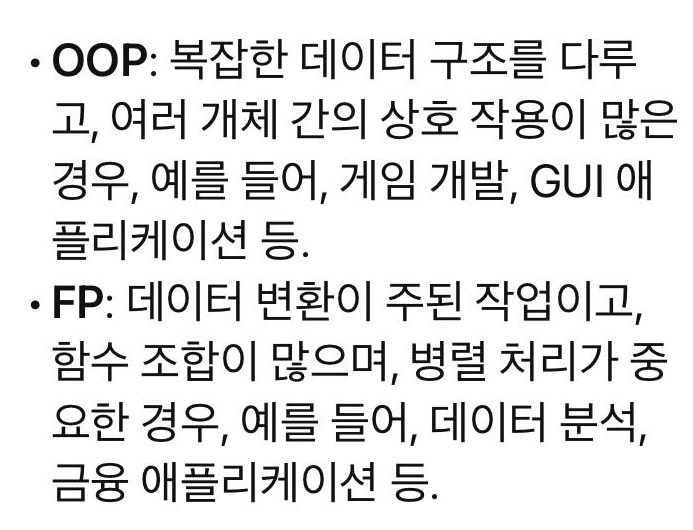 • OOP: 복잡한 데이터 구조를 다루
고, 여러 개체 간의 상호 작용이 많은
경우, 예를 들어, 게임 개발, GUI 애
플리케이션 등.
• FP: 데이터 변환이 주된 작업이고,
함수 조합이 많으며, 병렬 처리가 중
요한 경우, 예를 들어, 데이터 분석,
금융 애플리케이션 등.